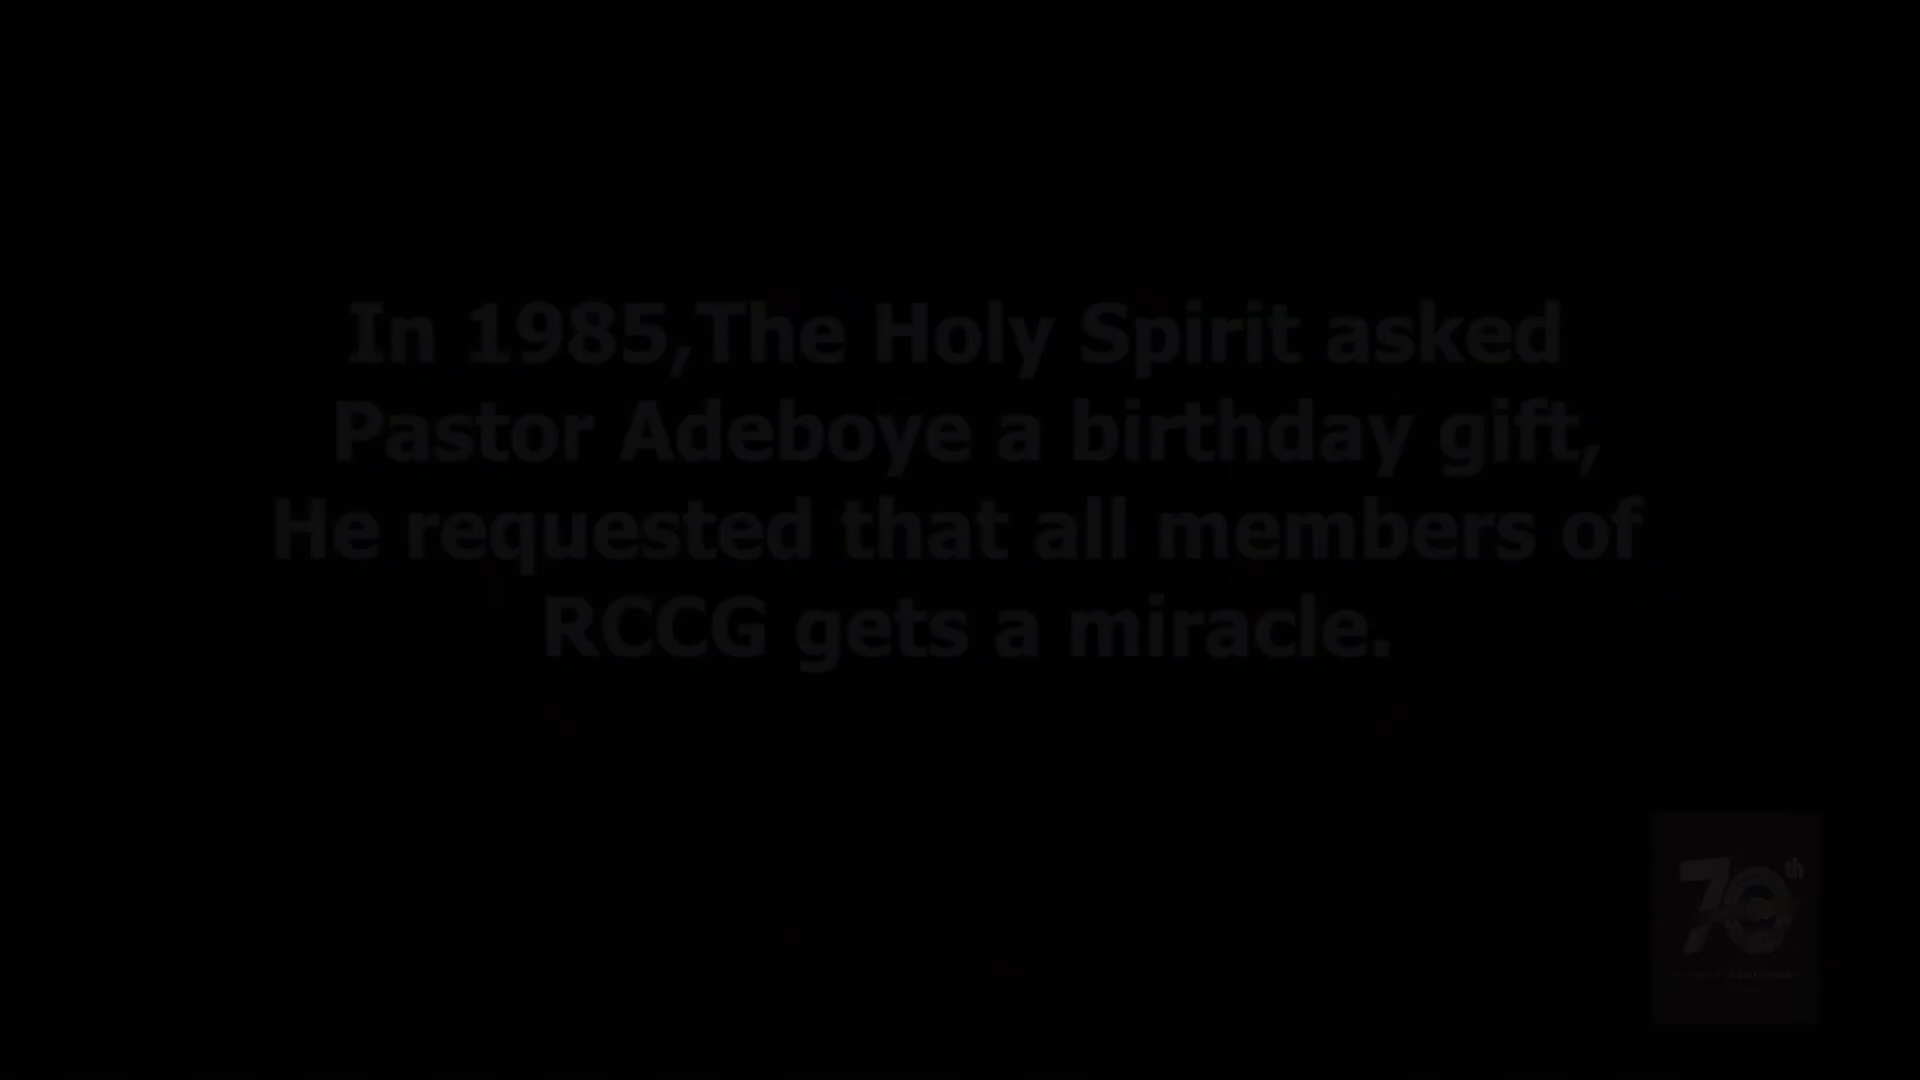 In 1985,The Holy Spirit asked
Pastor Adeboye a birthday gift,
He requested that all members of
RCCG gets a miracle.
70th